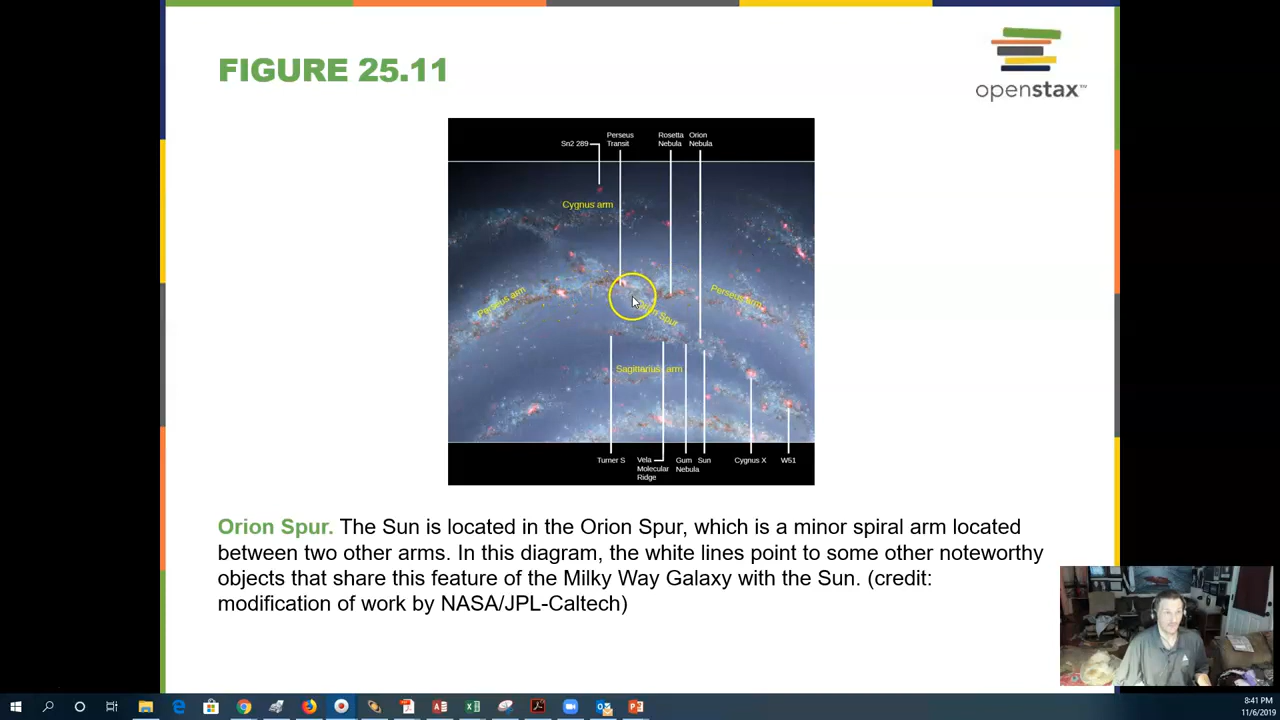 FIGURE 25.11
openstax™
Perseus
Transit
Sn2 289
Rosetta
Nebula
Orion
Nebula
Cygnus arm
Perseus arm
Perseus arm
Spur
Sagittarius arm
Turner S
Vela
Molecular
Ridge
Gum
Nebula
Sun
Cygnus X
W51
Orion Spur. The Sun is located in the Orion Spur, which is a minor spiral arm located
between two other arms. In this diagram, the white lines point to some other noteworthy
objects that share this feature of the Milky Way Galaxy with the Sun. (credit:
modification of work by NASA/JPL-Caltech)
8:41 PM
11/6/2019